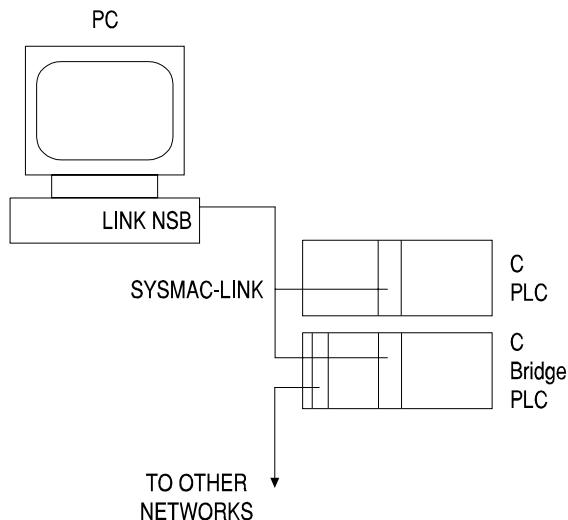 PC
LINK NSB
SYSMAC-LINK
C
PLC
C
Bridge
PLC
TO OTHER
NETWORKS